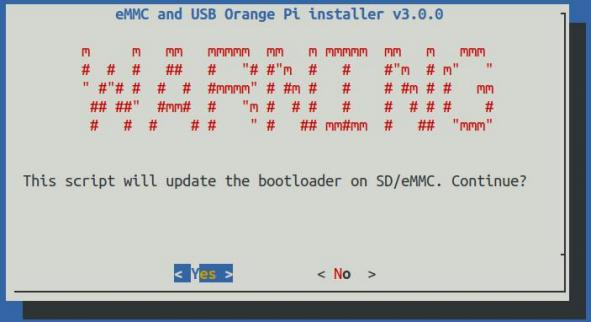 eMMC and USB Orange Pi installer v3.0.0
WARNING
This script will update the bootloader on SD/eMMC. Continue?
< Yes > < No >